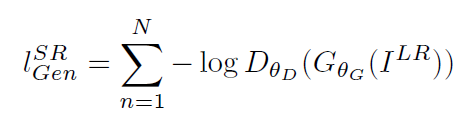 $l^{SR}_{Gen} = \sum_{n=1}^{N} - \log D_{\theta_D}(G_{\theta_G}(I^{LR}))$